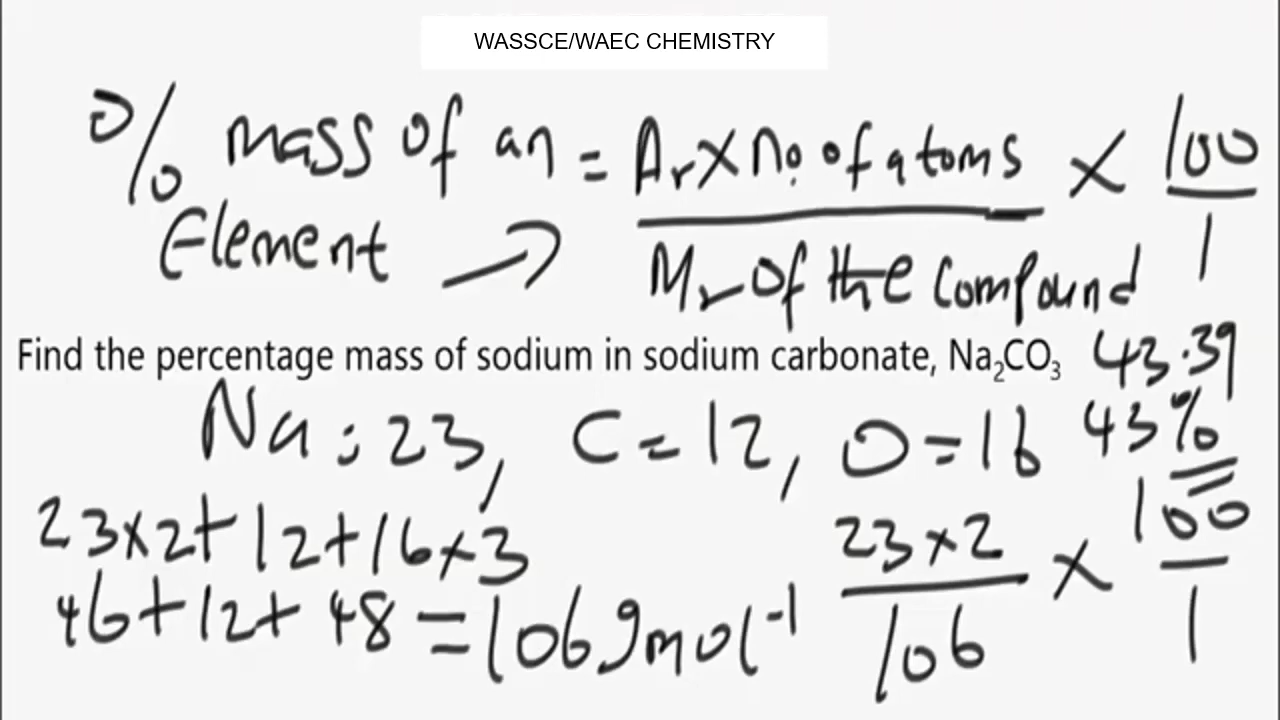 WASSCE/WAEC CHEMISTRY
% mass of an = Ar X no. of atoms × 100
Element → Mr of the compound 1
Find the percentage mass of sodium in sodium carbonate, Na₂CO₃ 43.39
Na : 23, C = 12, O = 16 43%
23×2+12+16×3 23×2 × 100
46+12+48 = 106gmol⁻¹ 106 1